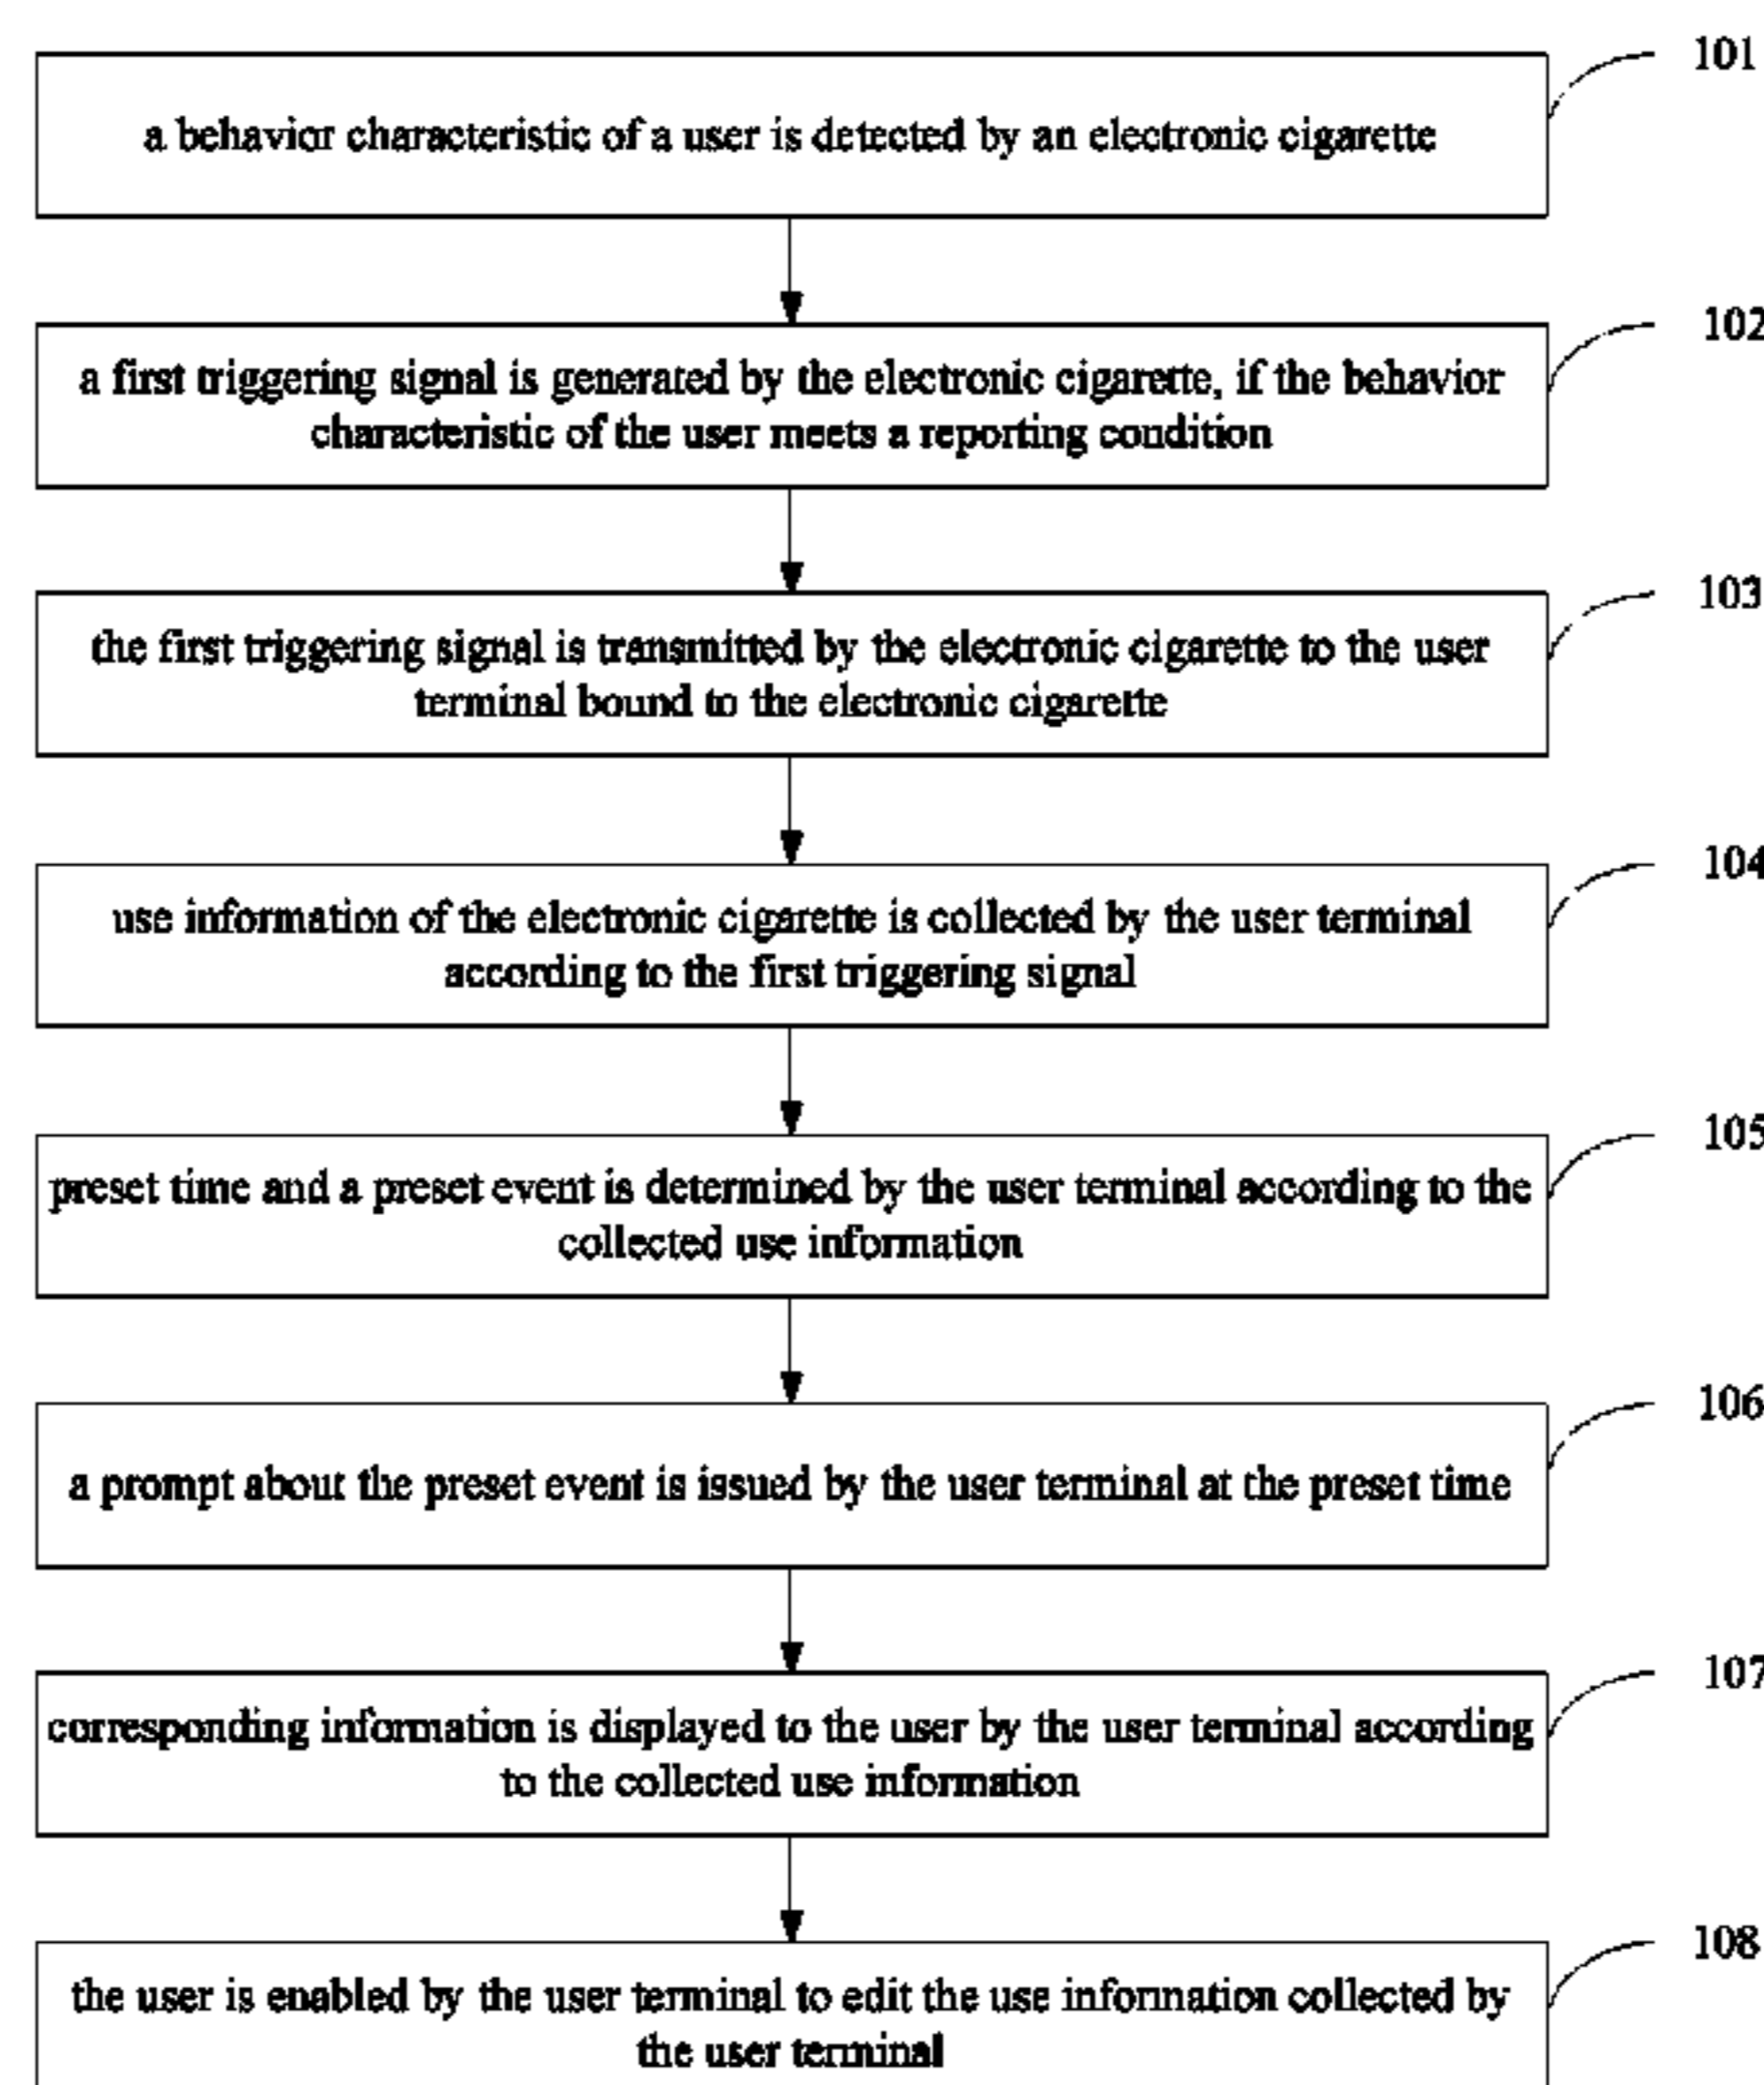 101
a behavior characteristic of a user is detected by an electronic cigarette
102
a first triggering signal is generated by the electronic cigarette, if the behavior
characteristic of the user meets a reporting condition
103
the first triggering signal is transmitted by the electronic cigarette to the user
terminal bound to the electronic cigarette
104
use information of the electronic cigarette is collected by the user terminal
according to the first triggering signal
105
preset time and a preset event is determined by the user terminal according to the
collected use information
106
a prompt about the preset event is issued by the user terminal at the preset time
107
corresponding information is displayed to the user by the user terminal according
to the collected use information
108
the user is enabled by the user terminal to edit the use information collected by
the user terminal